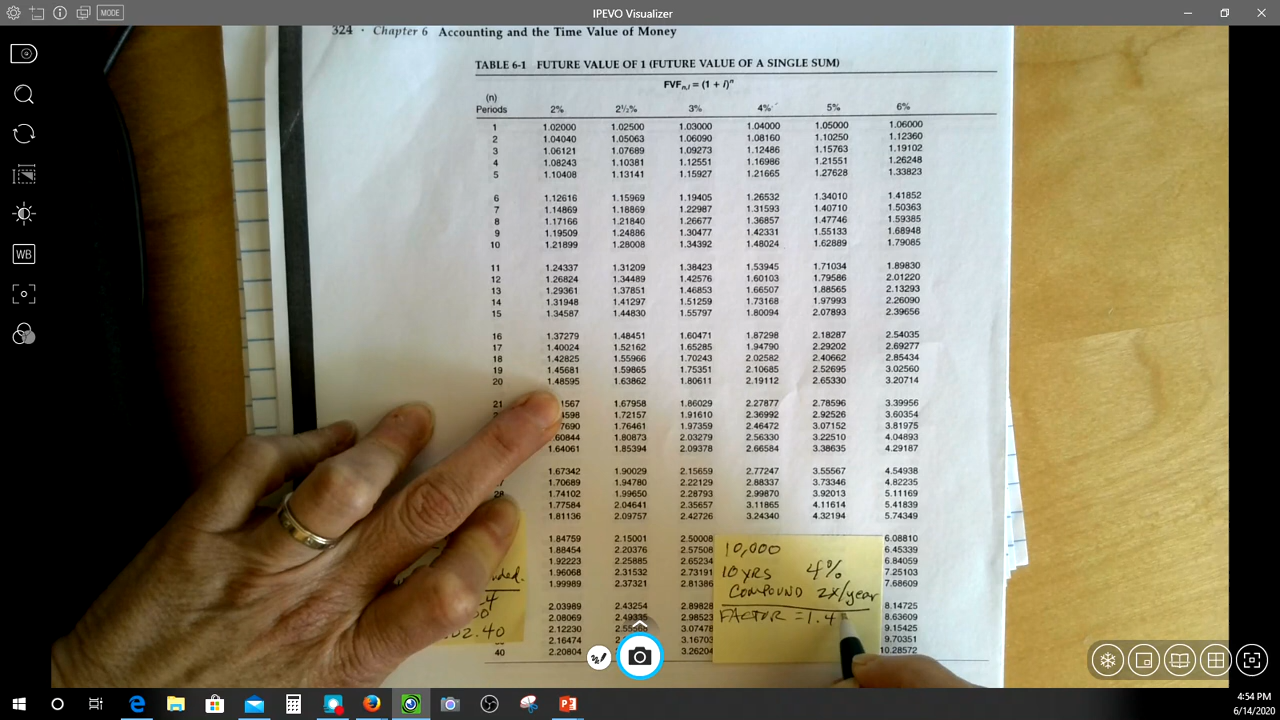 MODE
IPEVO Visualizer
324 · Chapter 6 Accounting and the Time Value of Money
TABLE 6-1 FUTURE VALUE OF 1 (FUTURE VALUE OF A SINGLE SUM)
FVFn,i = (1 + i)ⁿ
(n)
Periods 2% 2½% 3% 4% 5% 6%
1 1.02000 1.02500 1.03000 1.04000 1.05000 1.06000
2 1.04040 1.05063 1.06090 1.08160 1.10250 1.12360
3 1.06121 1.07689 1.09273 1.12486 1.15763 1.19102
4 1.08243 1.10381 1.12551 1.16986 1.21551 1.26248
5 1.10408 1.13141 1.15927 1.21665 1.27628 1.33823
6 1.12616 1.15969 1.19405 1.26532 1.34010 1.41852
7 1.14869 1.18869 1.22987 1.31593 1.40710 1.50363
8 1.17166 1.21840 1.26677 1.36857 1.47746 1.59385
9 1.19509 1.24886 1.30477 1.42331 1.55133 1.68948
10 1.21899 1.28008 1.34392 1.48024 1.62889 1.79085
11 1.24337 1.31209 1.38423 1.53945 1.71034 1.89830
12 1.26824 1.34489 1.42576 1.60103 1.79586 2.01220
13 1.29361 1.37851 1.46853 1.66507 1.88565 2.13293
14 1.31948 1.41297 1.51259 1.73168 1.97993 2.26090
15 1.34587 1.44830 1.55797 1.80094 2.07893 2.39656
16 1.37279 1.48451 1.60471 1.87298 2.18287 2.54035
17 1.40024 1.52162 1.65285 1.94790 2.29202 2.69277
18 1.42825 1.55966 1.70243 2.02582 2.40662 2.85434
19 1.45681 1.59865 1.75351 2.10685 2.52695 3.02560
20 1.48595 1.63862 1.80611 2.19112 2.65330 3.20714
21 1567 1.67958 1.86029 2.27877 2.78596 3.39956
4598 1.72157 1.91610 2.36992 2.92526 3.60354
7690 1.76461 1.97359 2.46472 3.07152 3.81975
.60844 1.80873 2.03279 2.56330 3.22510 4.04893
1.64061 1.85394 2.09378 2.66584 3.38635 4.29187
1.67342 1.90029 2.15659 2.77247 3.55567 4.54938
1.70689 1.94780 2.22129 2.88337 3.73346 4.82235
28 1.74102 1.99650 2.28793 2.99870 3.92013 5.11169
1.77584 2.04641 2.35657 3.11865 4.11614 5.41839
1.81136 2.09757 2.42726 3.24340 4.32194 5.74349
1.84759 2.15001 2.50008 6.08810
1.88454 2.20376 2.57508 6.45339
1.92223 2.25885 2.65234 6.84059
1.96068 2.31532 2.73191 7.25103
1.99989 2.37321 2.81386 7.68609
2.03989 2.43254 2.89828 8.14725
2.08069 2.49335 2.98523 8.63609
2.12230 3.07478 9.15425
2.16474 3.16703 9.70351
40 2.20804 3.26204 10.28572
10,000
10 YRS 4%
COMPOUND 2X/year
FACTOR = 1.4
02.40
WB
4:54 PM
6/14/2020